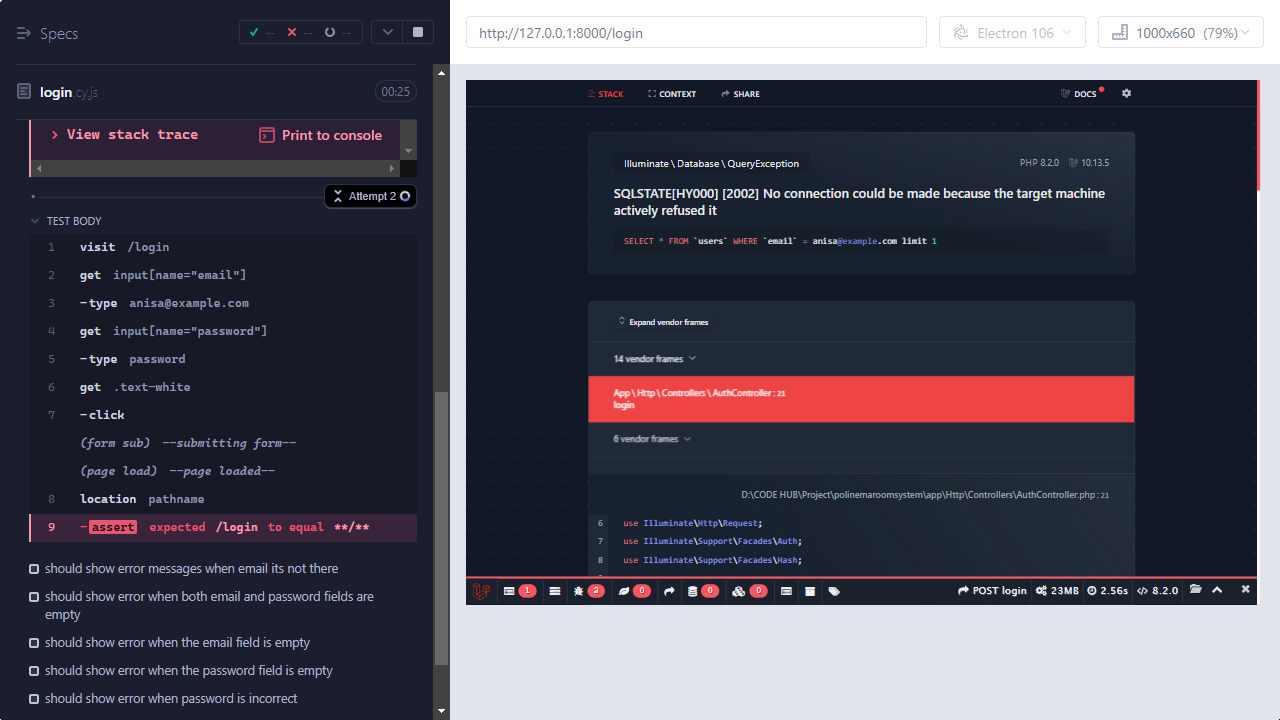 Specs
-- -- --
login cy.js
00:25
View stack trace
Print to console
Attempt 2
TEST BODY
1 visit /login
2 get input[name="email"]
3 -type anisa@example.com
4 get input[name="password"]
5 -type password
6 get .text-white
7 -click
(form sub) --submitting form--
(page load) --page loaded--
8 location pathname
9 -assert expected /login to equal **/**
should show error messages when email its not there
should show error when both email and password fields are
empty
should show error when the email field is empty
should show error when the password field is empty
should show error when password is incorrect
http://127.0.0.1:8000/login
Electron 106
1000x660 (79%)
STACK
CONTEXT
SHARE
DOCS
Illuminate \ Database \ QueryException
PHP 8.2.0
10.13.5
SQLSTATE[HY000] [2002] No connection could be made because the target machine
actively refused it
SELECT * FROM `users` WHERE `email` = anisa@example.com limit 1
Expand vendor frames
14 vendor frames
App \ Http \ Controllers \ AuthController : 21
login
6 vendor frames
D:\CODE HUB\Project\polinemaroomsystem\app\Http\Controllers\AuthController.php : 21
6 use Illuminate\Http\Request;
7 use Illuminate\Support\Facades\Auth;
8 use Illuminate\Support\Facades\Hash;
1 2 0 0 0 POST login 23MB 2.56s 8.2.0